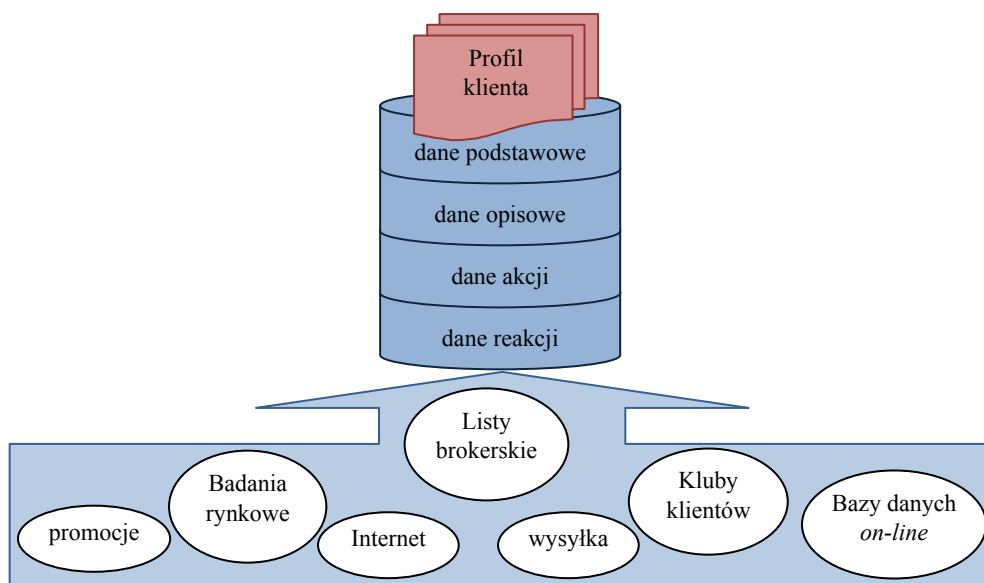 Profil
klienta
dane podstawowe
dane opisowe
dane akcji
dane reakcji
Listy
brokerskie
Badania
rynkowe
Kluby
klientów
Bazy danych
on-line
promocje
Internet
wysyłka